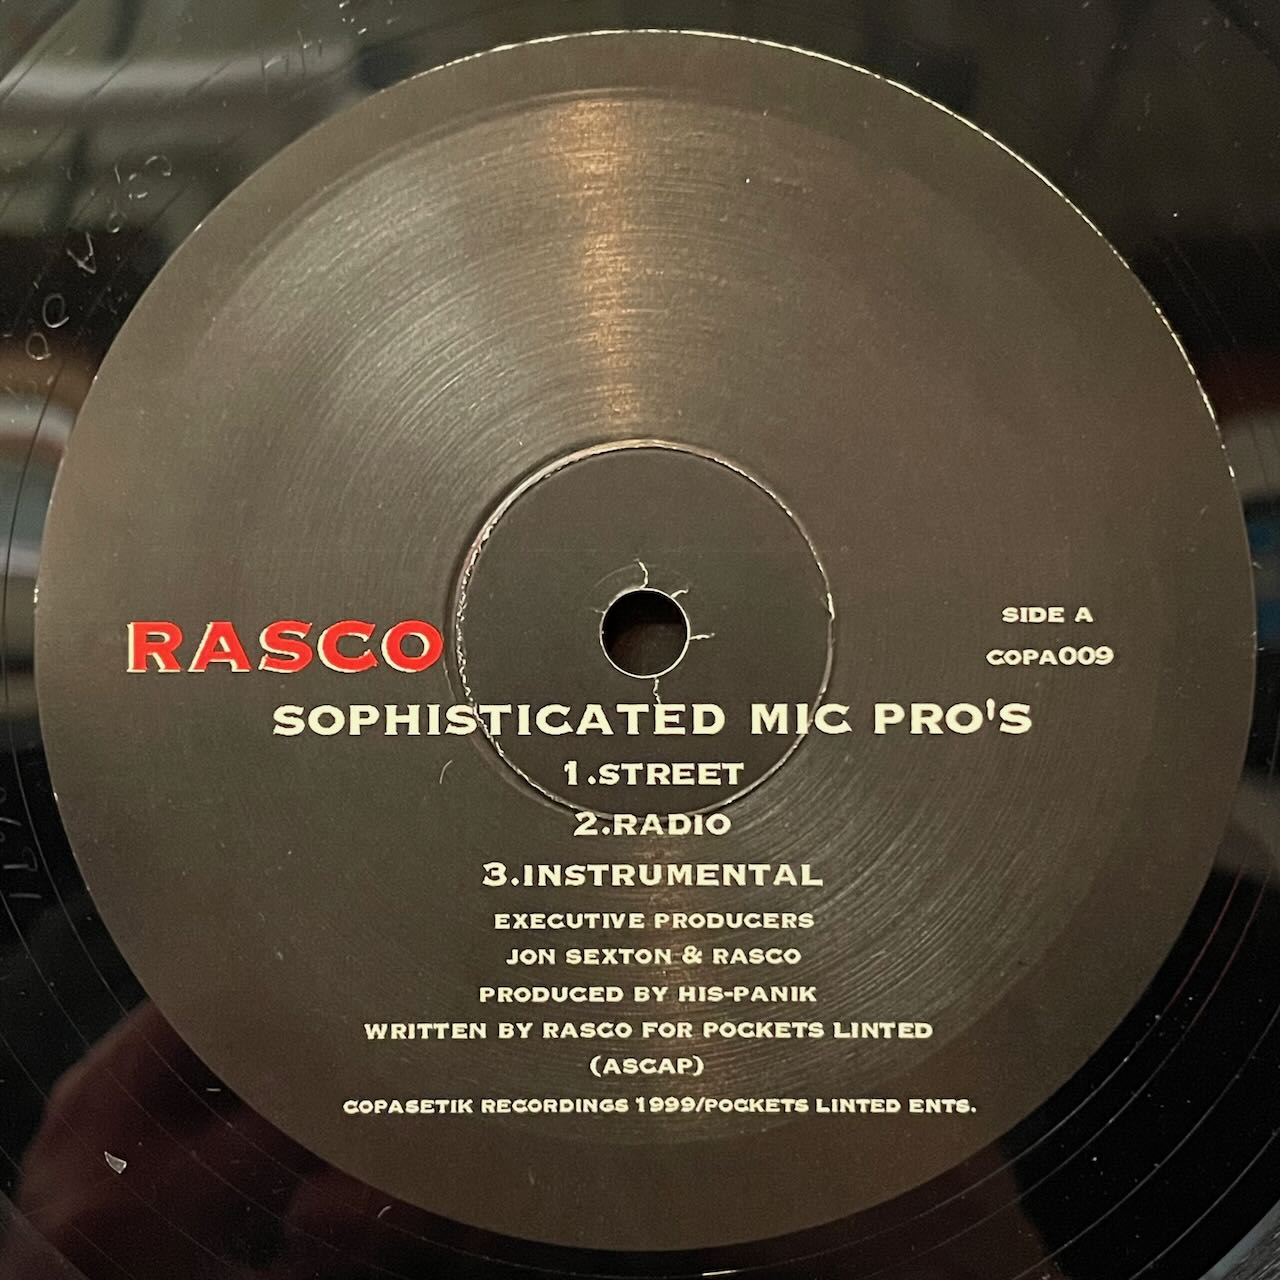 RASCO
SIDE A
COPA009
SOPHISTICATED MIC PRO'S
1.STREET
2.RADIO
3.INSTRUMENTAL
EXECUTIVE PRODUCERS
JON SEXTON & RASCO
PRODUCED BY HIS-PANIK
WRITTEN BY RASCO FOR POCKETS LINTED
(ASCAP)
COPASETIK RECORDINGS 1999/POCKETS LINTED ENTS.